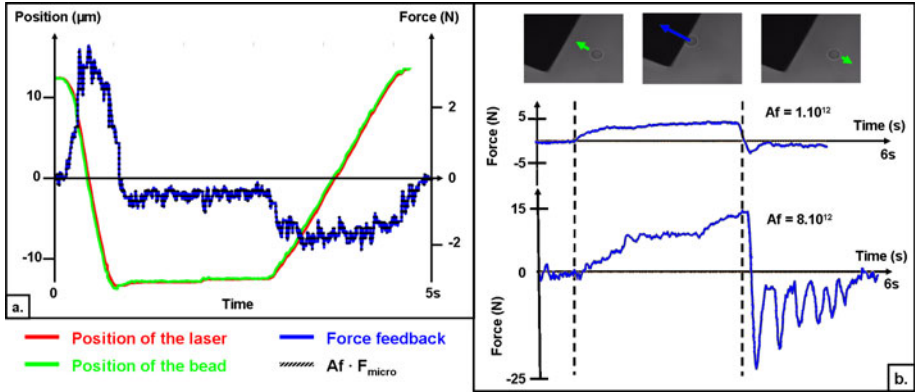 Position (µm)
Force (N)
10
2
0
0
-2
-10
0
Time
5s
a.
Position of the laser
Force feedback
Position of the bead
Af · Fmicro
Af = 1.10¹²
Time (s)
6s
5
-5
Force (N)
Af = 8.10¹²
Time (s)
6s
15
0
-25
Force (N)
b.